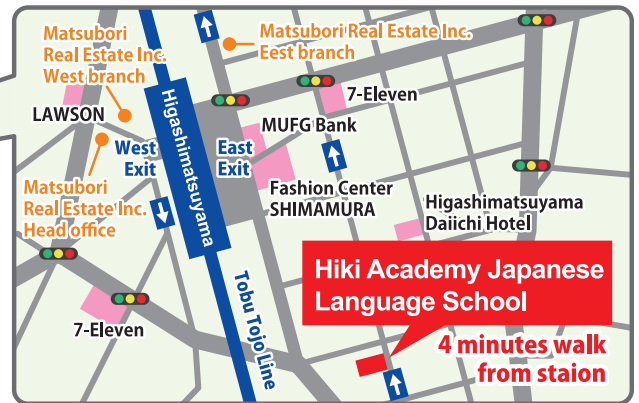 Matsubori
Real Estate Inc.
West branch
Matsubori Real Estate Inc.
Eest branch
LAWSON
7-Eleven
MUFG Bank
Higashimatsuyama
West
Exit
East
Exit
Matsubori
Real Estate Inc.
Head office
Fashion Center
SHIMAMURA
Higashimatsuyama
Daiichi Hotel
Hiki Academy Japanese
Language School
7-Eleven
Tobu Tojo Line
4 minutes walk
from staion